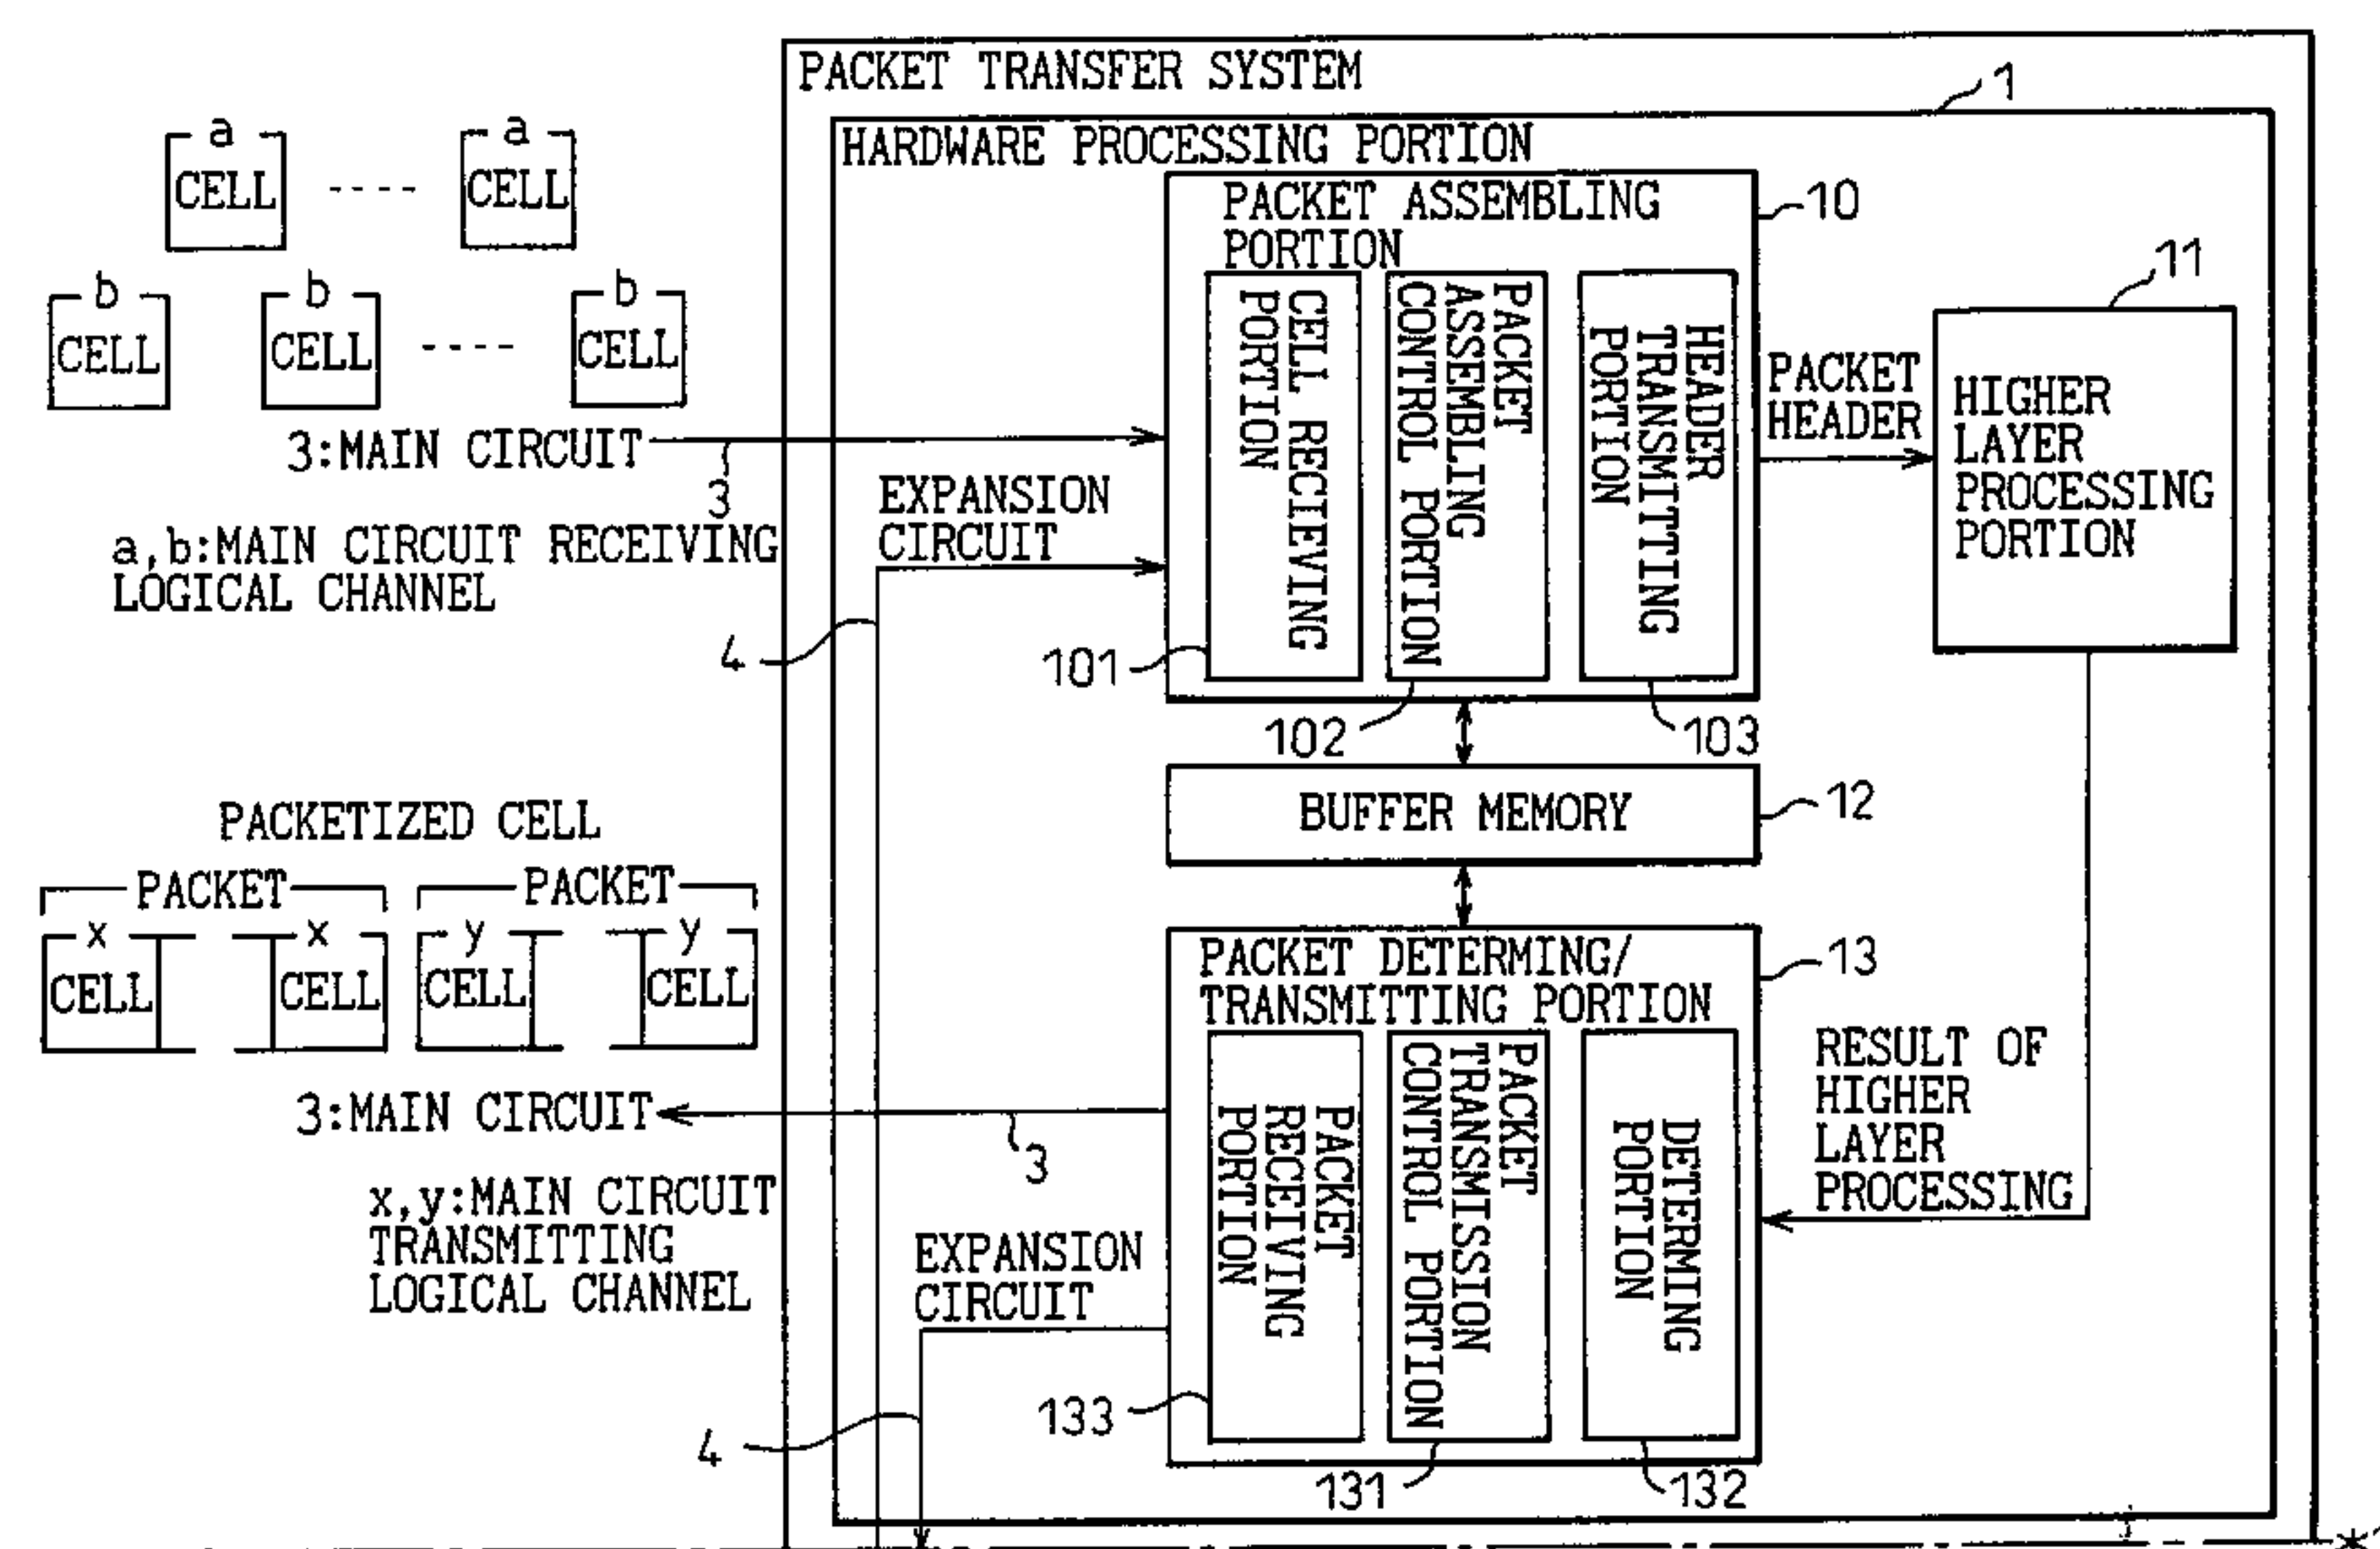 PACKET TRANSFER SYSTEM
1
HARDWARE PROCESSING PORTION
a
CELL
a
CELL
b
CELL
b
CELL
b
CELL
3:MAIN CIRCUIT
3
a,b:MAIN CIRCUIT RECEIVING
LOGICAL CHANNEL
EXPANSION
CIRCUIT
4
PACKET ASSEMBLING
PORTION
10
CELL RECIEVING
PORTION
101
PACKET
ASSEMBLING
CONTROL PORTION
102
HEADER
TRANSMITTING
PORTION
103
PACKET
HEADER
11
HIGHER
LAYER
PROCESSING
PORTION
BUFFER MEMORY
12
PACKETIZED CELL
PACKET
PACKET
x
CELL
x
CELL
y
CELL
y
CELL
3:MAIN CIRCUIT
3
x,y:MAIN CIRCUIT
TRANSMITTING
LOGICAL CHANNEL
EXPANSION
CIRCUIT
4
PACKET DETERMING/
TRANSMITTING PORTION
13
PACKET
RECEIVING
PORTION
133
PACKET
TRANSMISSION
CONTROL PORTION
131
DETERMING
PORTION
132
RESULT OF
HIGHER
LAYER
PROCESSING